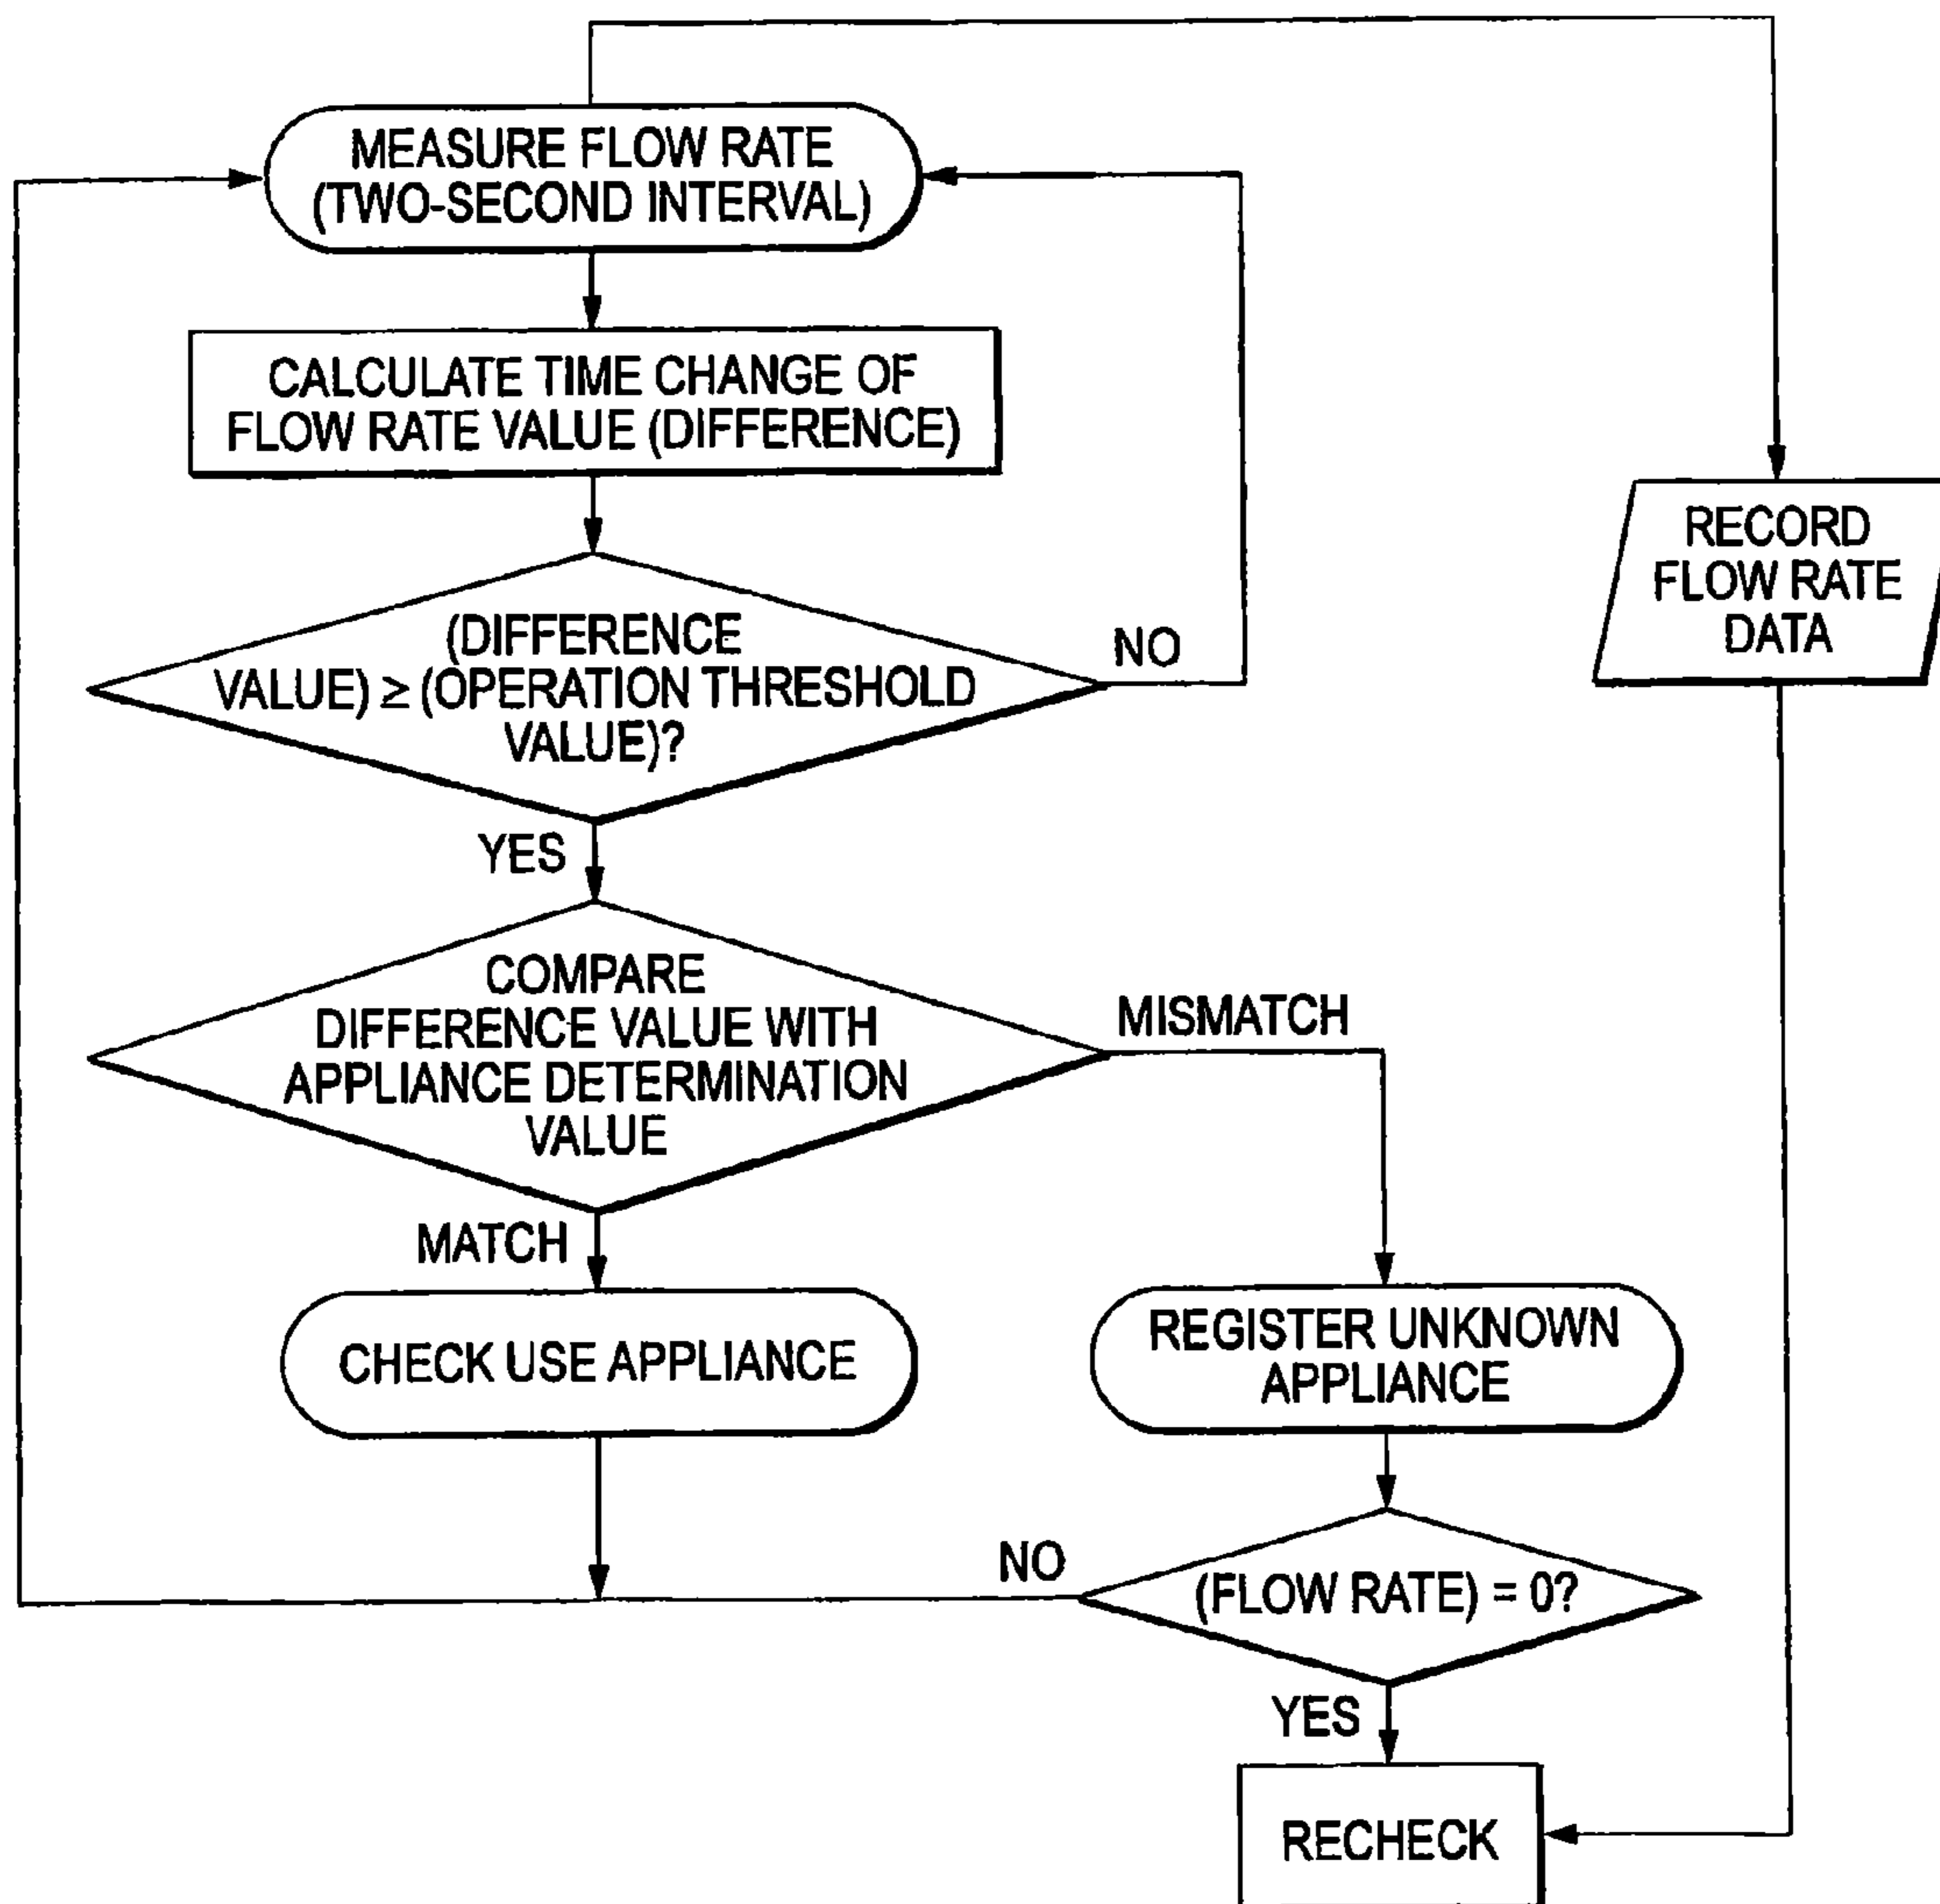 MEASURE FLOW RATE
(TWO-SECOND INTERVAL)
CALCULATE TIME CHANGE OF
FLOW RATE VALUE (DIFFERENCE)
RECORD
FLOW RATE
DATA
(DIFFERENCE
VALUE) ≥ (OPERATION THRESHOLD
VALUE)?
NO
YES
COMPARE
DIFFERENCE VALUE WITH
APPLIANCE DETERMINATION
VALUE
MISMATCH
MATCH
CHECK USE APPLIANCE
REGISTER UNKNOWN
APPLIANCE
NO
(FLOW RATE) = 0?
YES
RECHECK